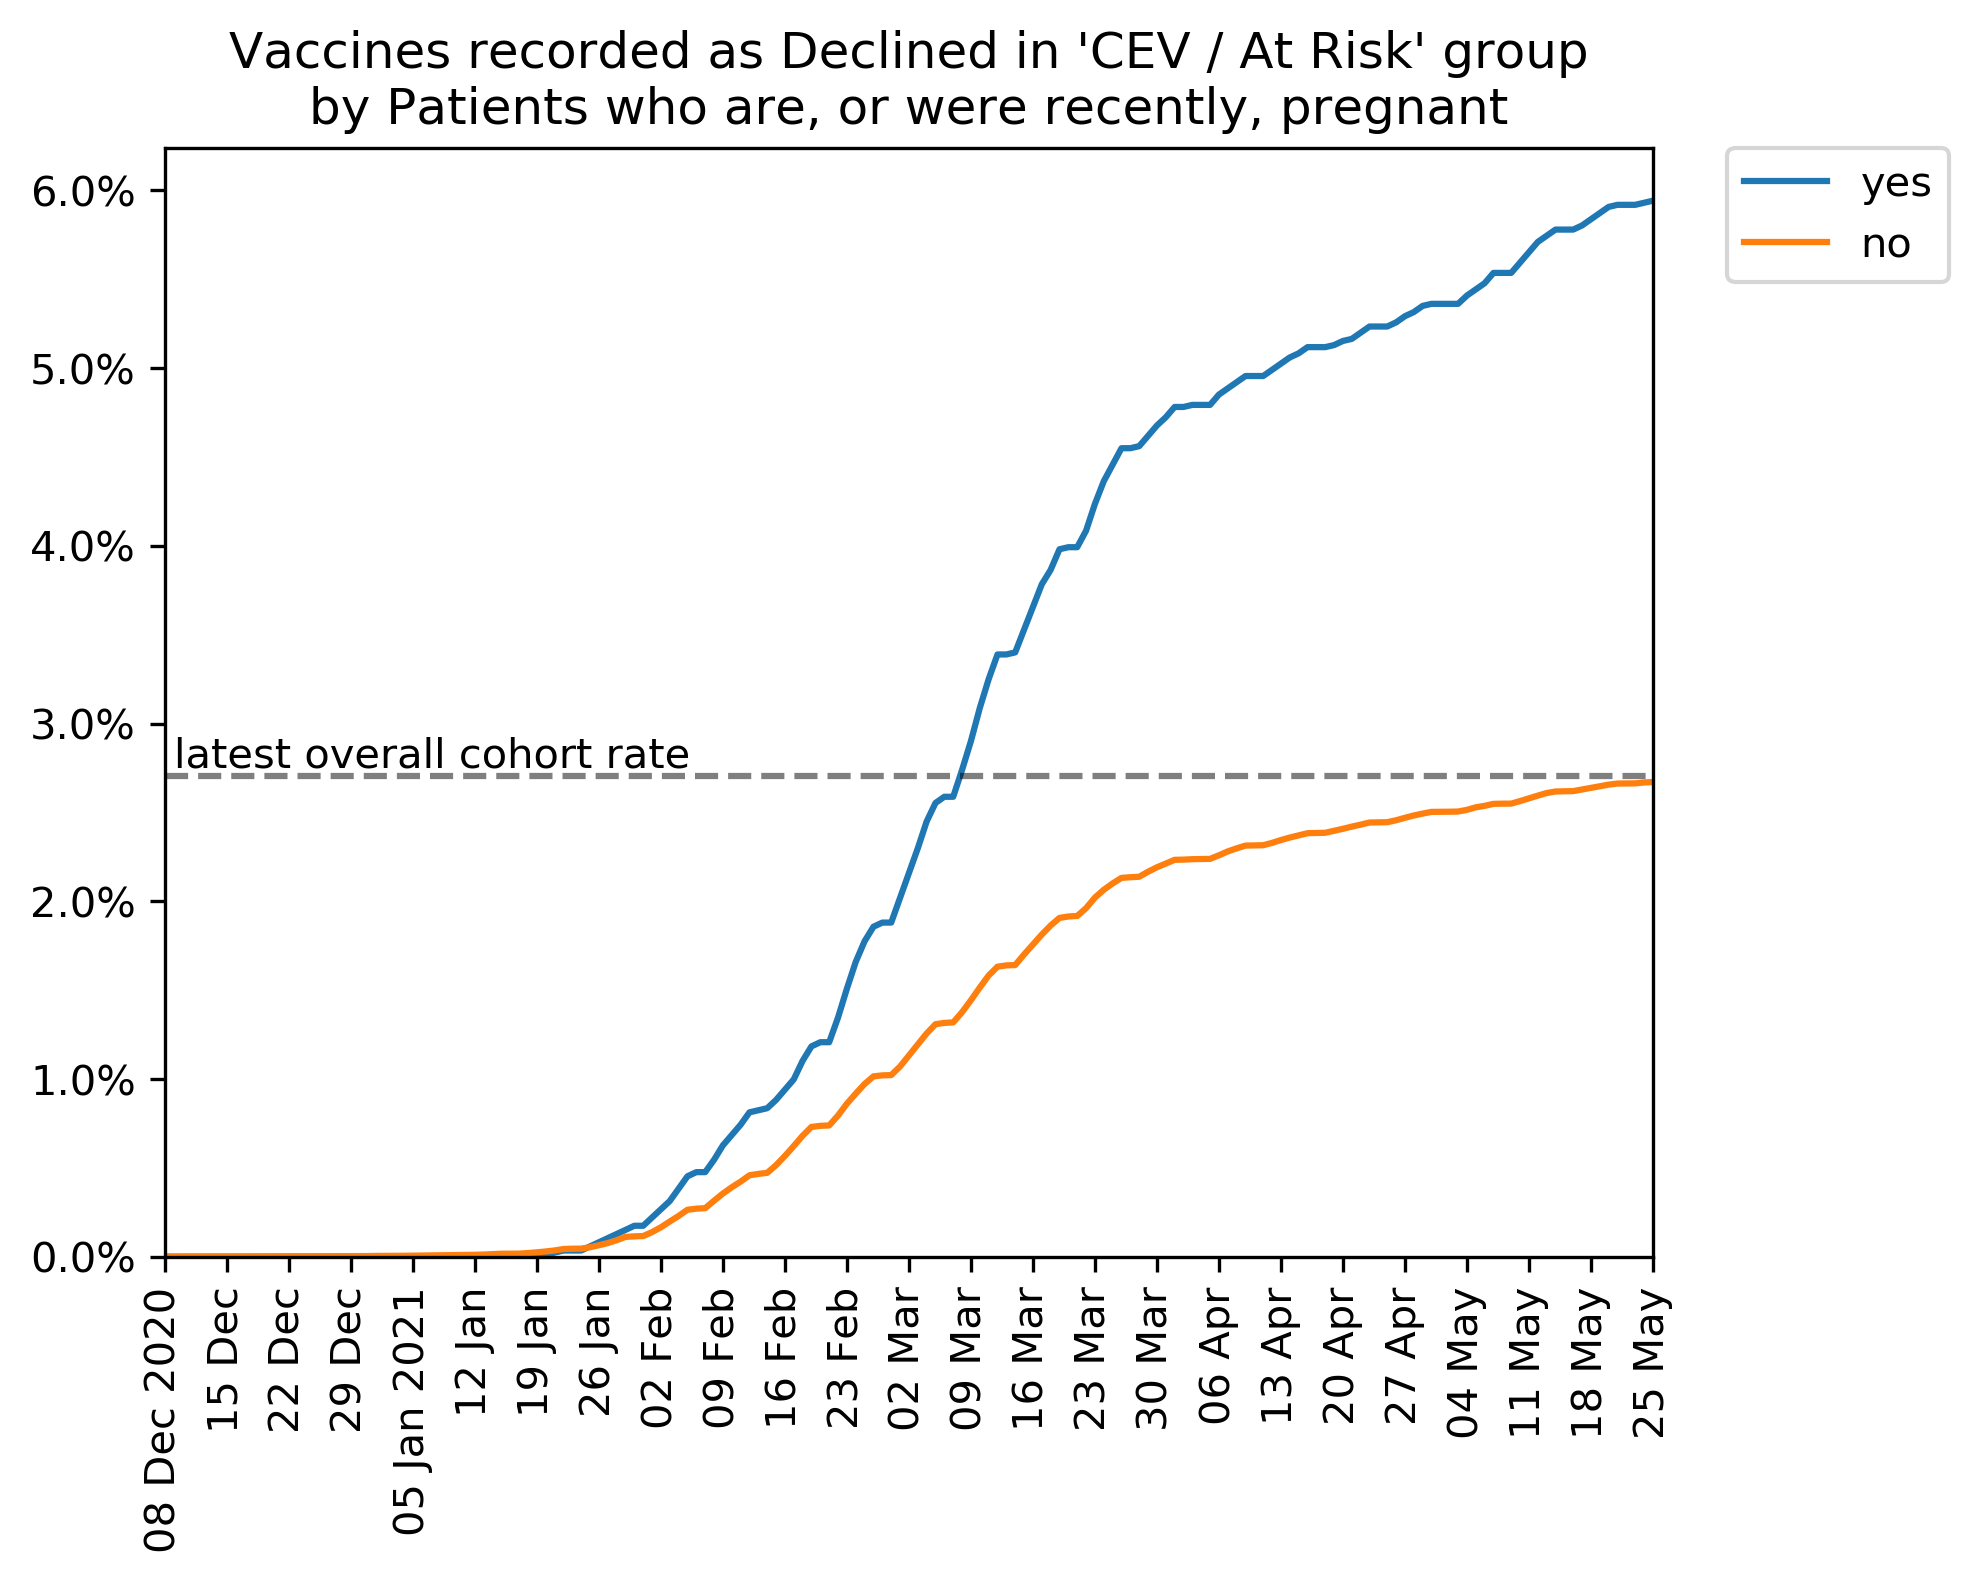 Vaccines recorded as Declined in 'CEV / At Risk' group
by Patients who are, or were recently, pregnant
yes
no
6.0%
5.0%
4.0%
3.0%
latest overall cohort rate
2.0%
1.0%
0.0%
08 Dec 2020
15 Dec
22 Dec
29 Dec
05 Jan 2021
12 Jan
19 Jan
26 Jan
02 Feb
09 Feb
16 Feb
23 Feb
02 Mar
09 Mar
16 Mar
23 Mar
30 Mar
06 Apr
13 Apr
20 Apr
27 Apr
04 May
11 May
18 May
25 May